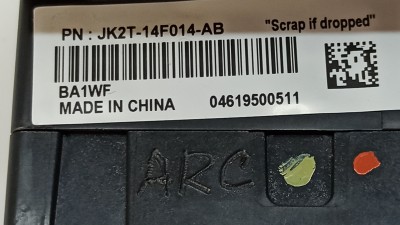 PN : JK2T-14F014-AB "Scrap if dropped"
BA1WF
MADE IN CHINA 04619500511
ARC